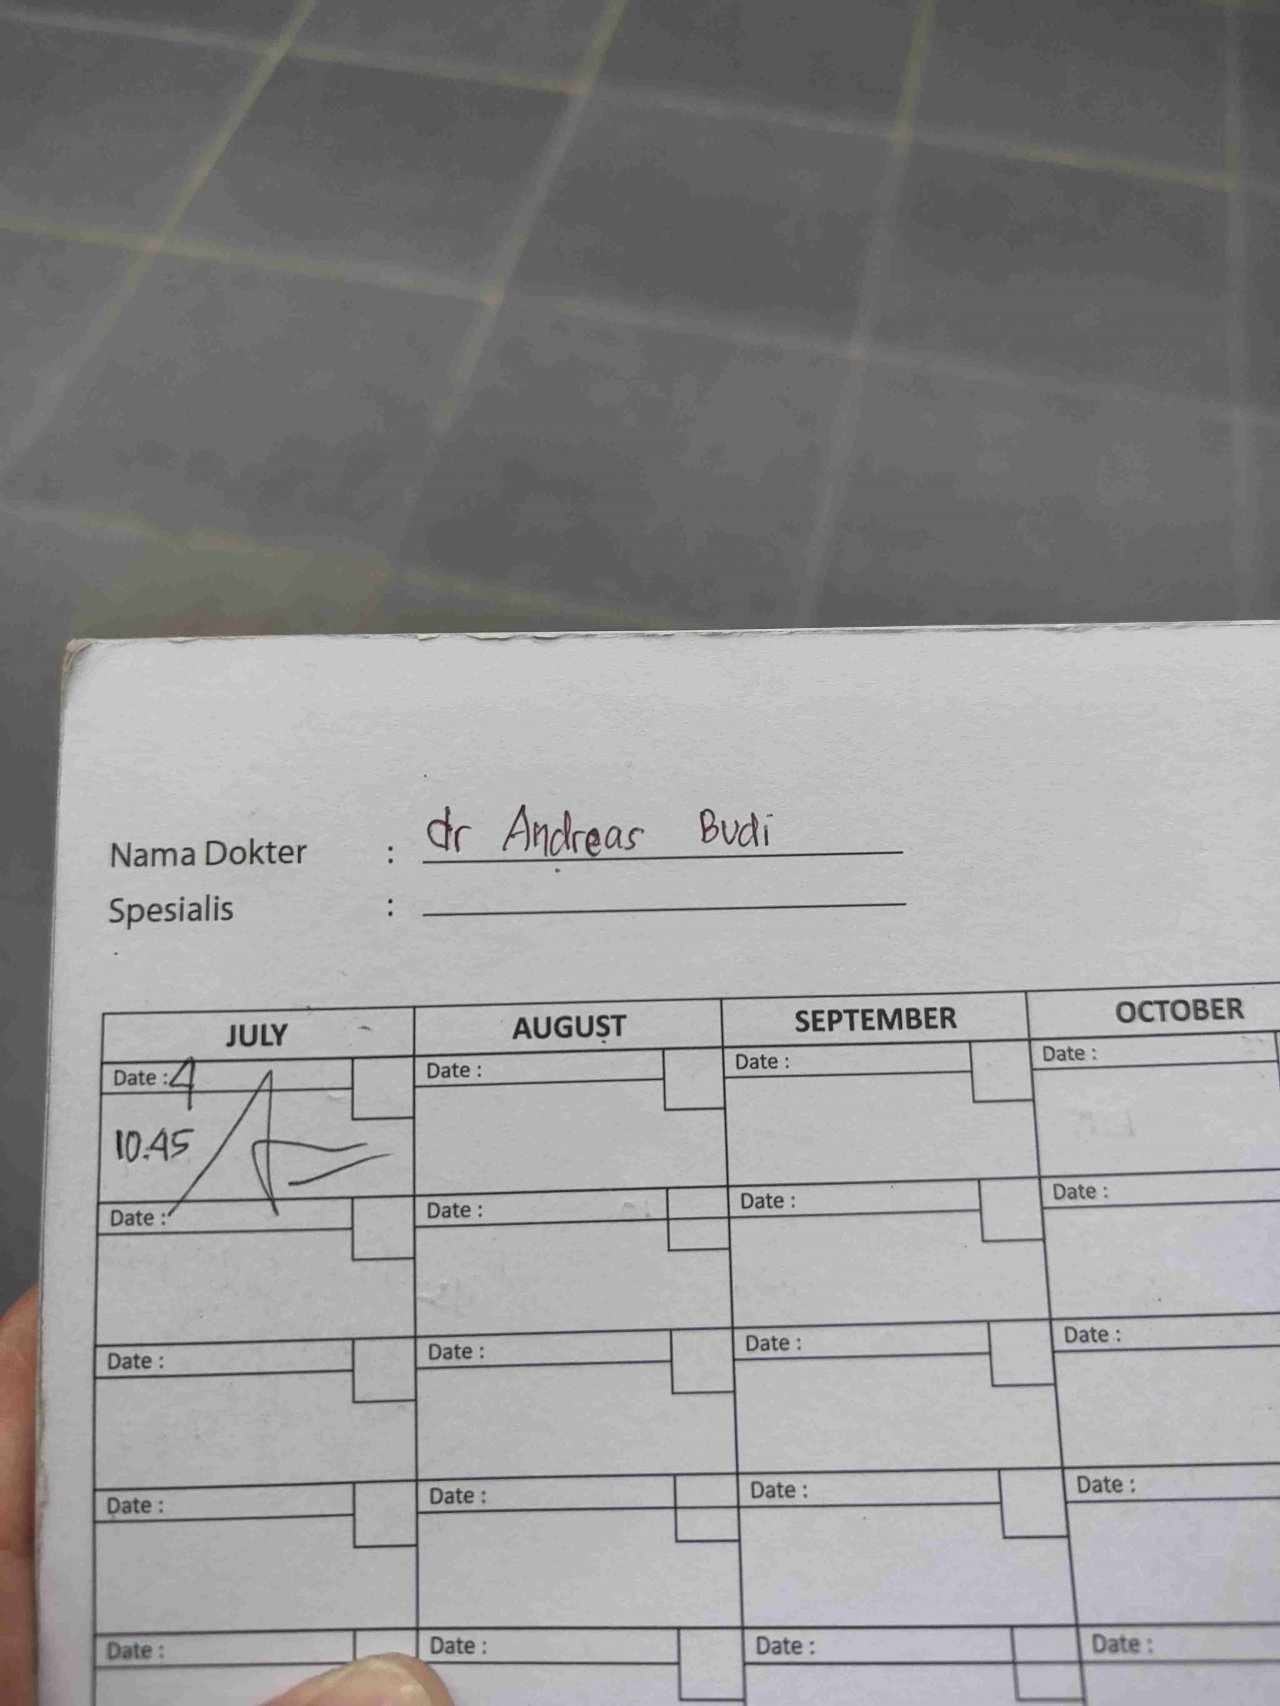 Nama Dokter : dr Andreas Budi
Spesialis :
JULY AUGUST SEPTEMBER OCTOBER
Date : 4 Date : Date : Date :
10.45
Date : Date : Date : Date :
Date : Date : Date : Date :
Date : Date : Date : Date :
Date : Date : Date : Date :